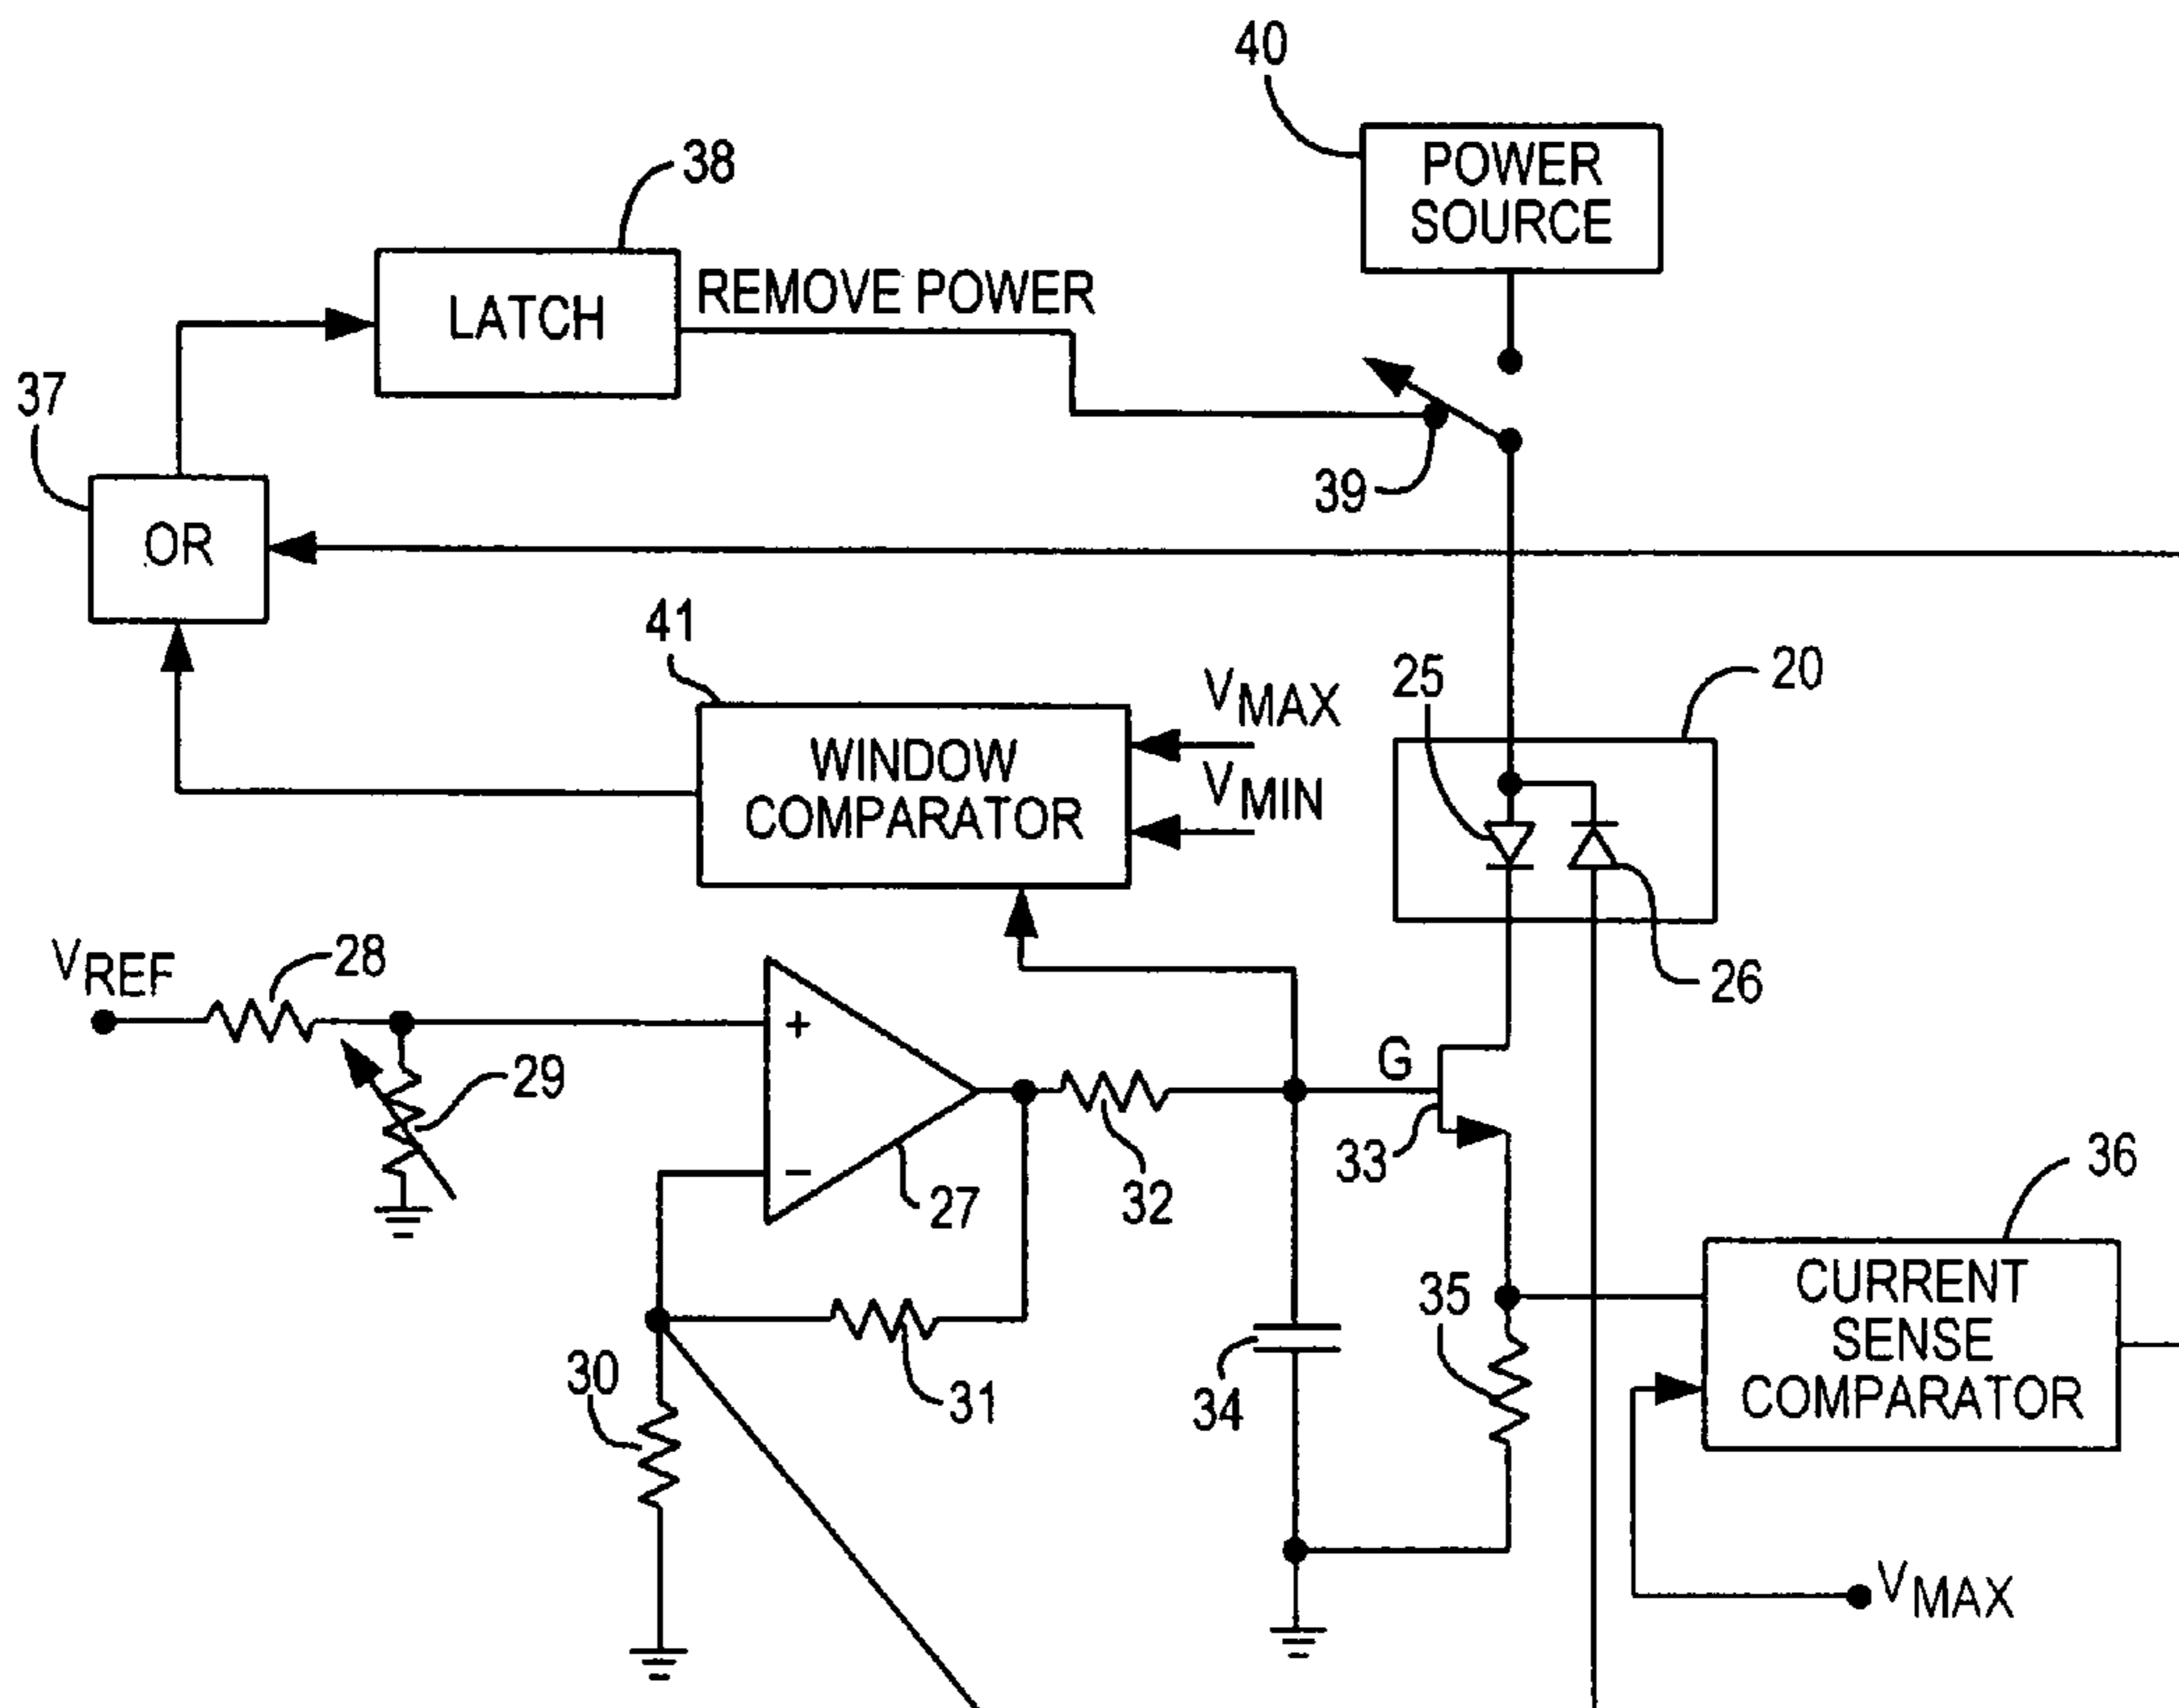 40
POWER
SOURCE
38
LATCH
REMOVE POWER
37
39
OR
41
WINDOW
COMPARATOR
VMAX
VMIN
25
20
26
VREF
28
29
+
−
27
32
G
33
36
CURRENT
SENSE
COMPARATOR
35
34
30
31
VMAX